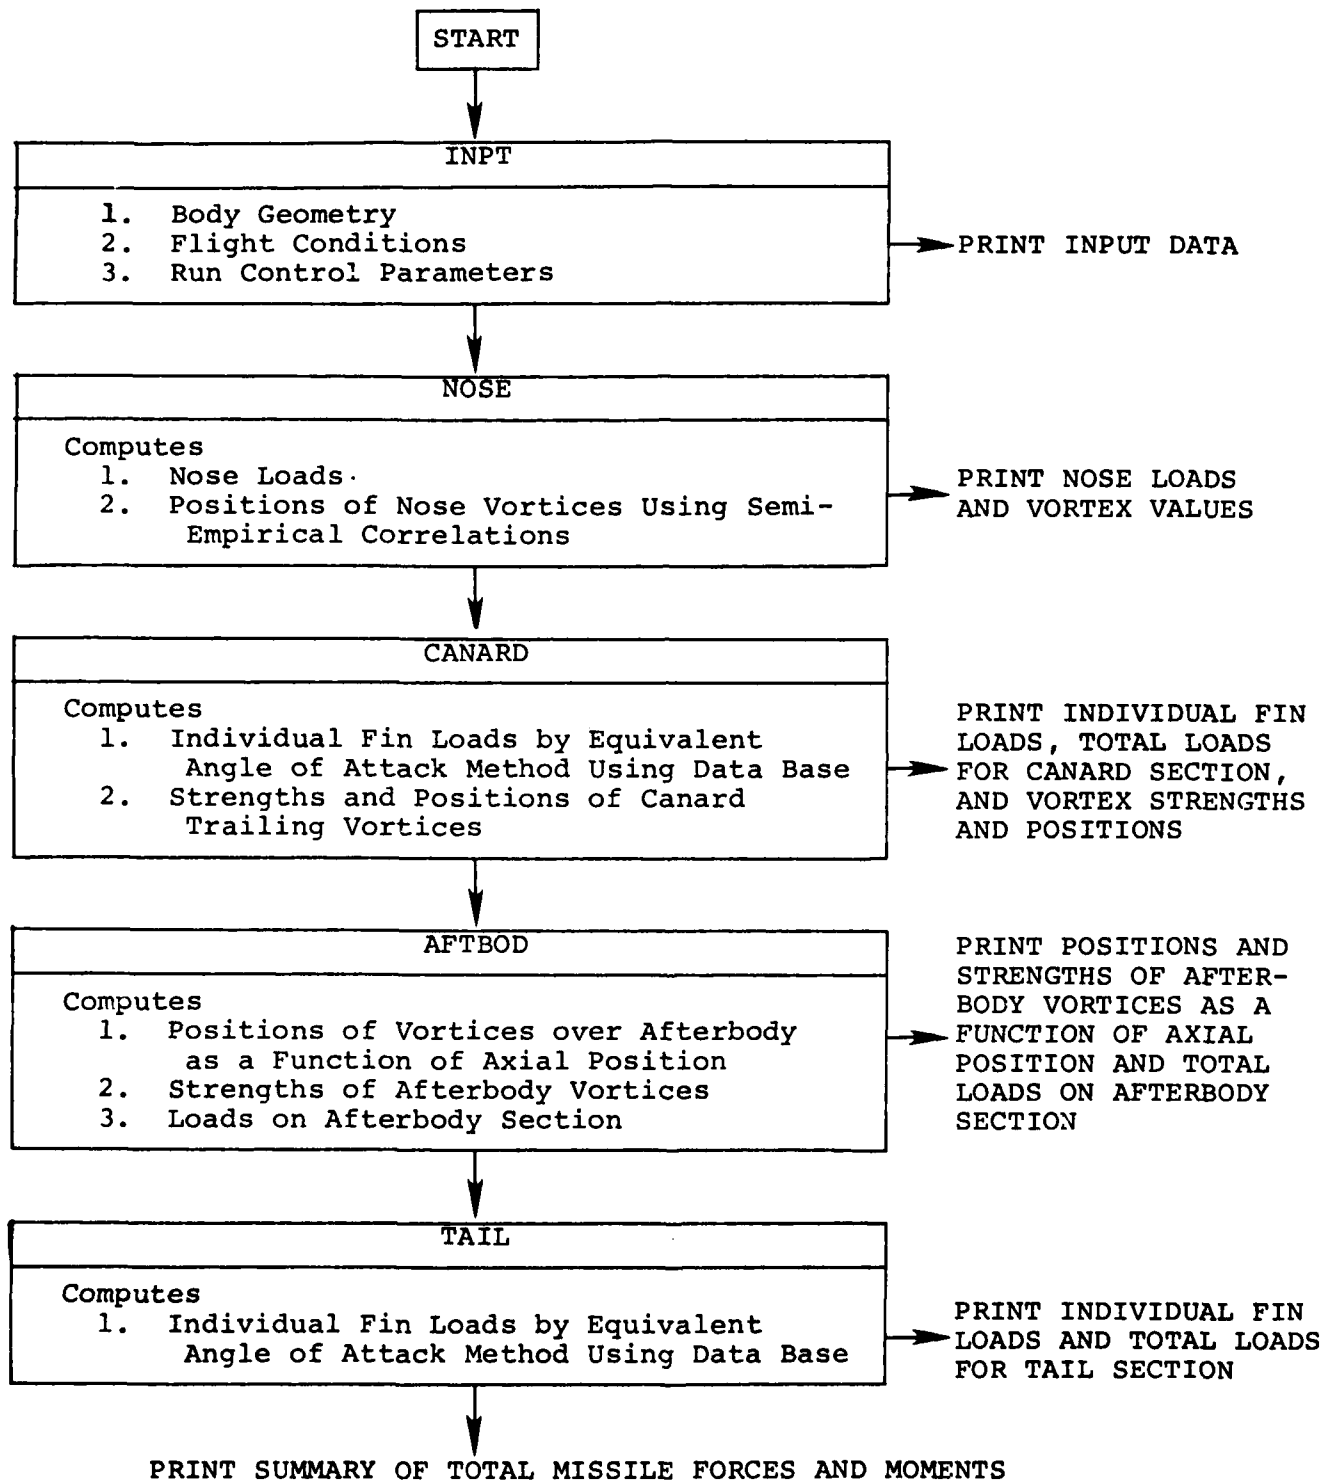 START
INPT
1. Body Geometry
2. Flight Conditions
3. Run Control Parameters
PRINT INPUT DATA
NOSE
Computes
1. Nose Loads
2. Positions of Nose Vortices Using Semi-
Empirical Correlations
PRINT NOSE LOADS
AND VORTEX VALUES
CANARD
Computes
1. Individual Fin Loads by Equivalent
Angle of Attack Method Using Data Base
2. Strengths and Positions of Canard
Trailing Vortices
PRINT INDIVIDUAL FIN
LOADS, TOTAL LOADS
FOR CANARD SECTION,
AND VORTEX STRENGTHS
AND POSITIONS
AFTBOD
Computes
1. Positions of Vortices over Afterbody
as a Function of Axial Position
2. Strengths of Afterbody Vortices
3. Loads on Afterbody Section
PRINT POSITIONS AND
STRENGTHS OF AFTER-
BODY VORTICES AS A
FUNCTION OF AXIAL
POSITION AND TOTAL
LOADS ON AFTERBODY
SECTION
TAIL
Computes
1. Individual Fin Loads by Equivalent
Angle of Attack Method Using Data Base
PRINT INDIVIDUAL FIN
LOADS AND TOTAL LOADS
FOR TAIL SECTION
PRINT SUMMARY OF TOTAL MISSILE FORCES AND MOMENTS